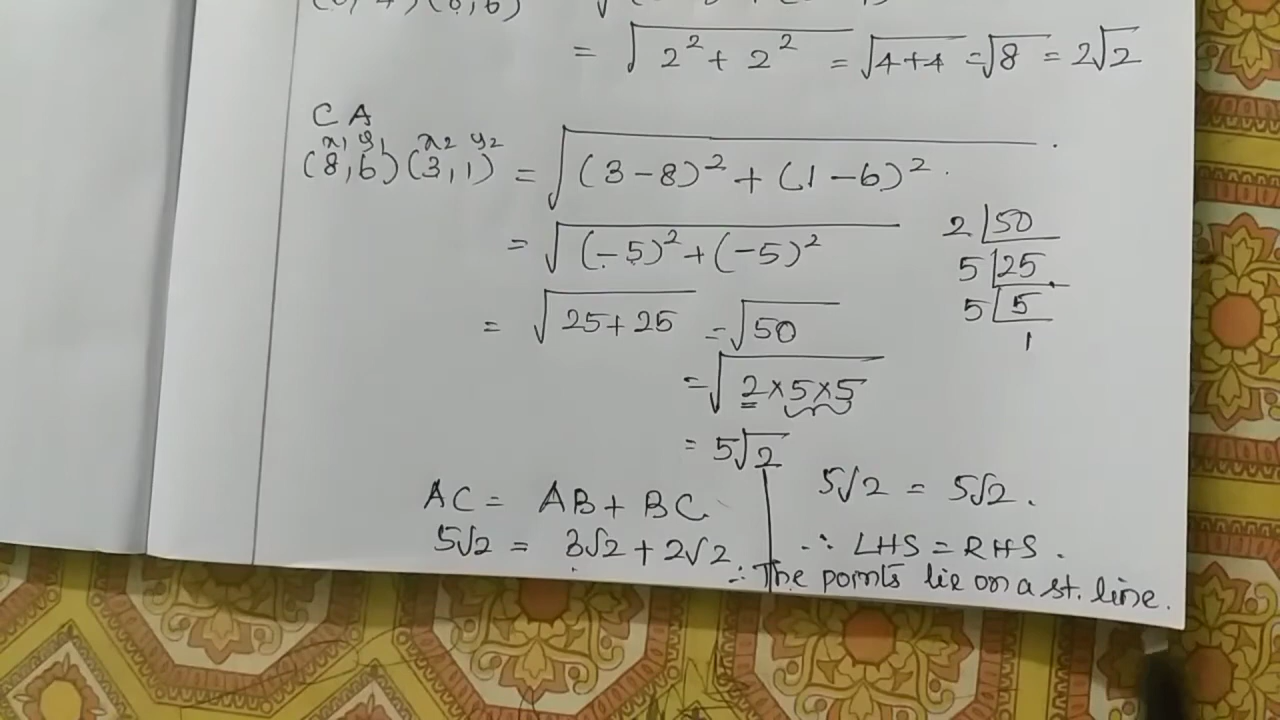 = √2² + 2² = √4+4 = √8 = 2√2
C A
x₁ y₁ x₂ y₂
(8,6) (3,1) = √(3-8)² + (1-6)²
= √(-5)² + (-5)²
= √25+25 = √50
= √2×5×5
= 5√2
2 50
5 25
5 5
1
AC = AB + BC
5√2 = 3√2 + 2√2
5√2 = 5√2.
∴ LHS = RHS.
∴ The points lie on a st. line.